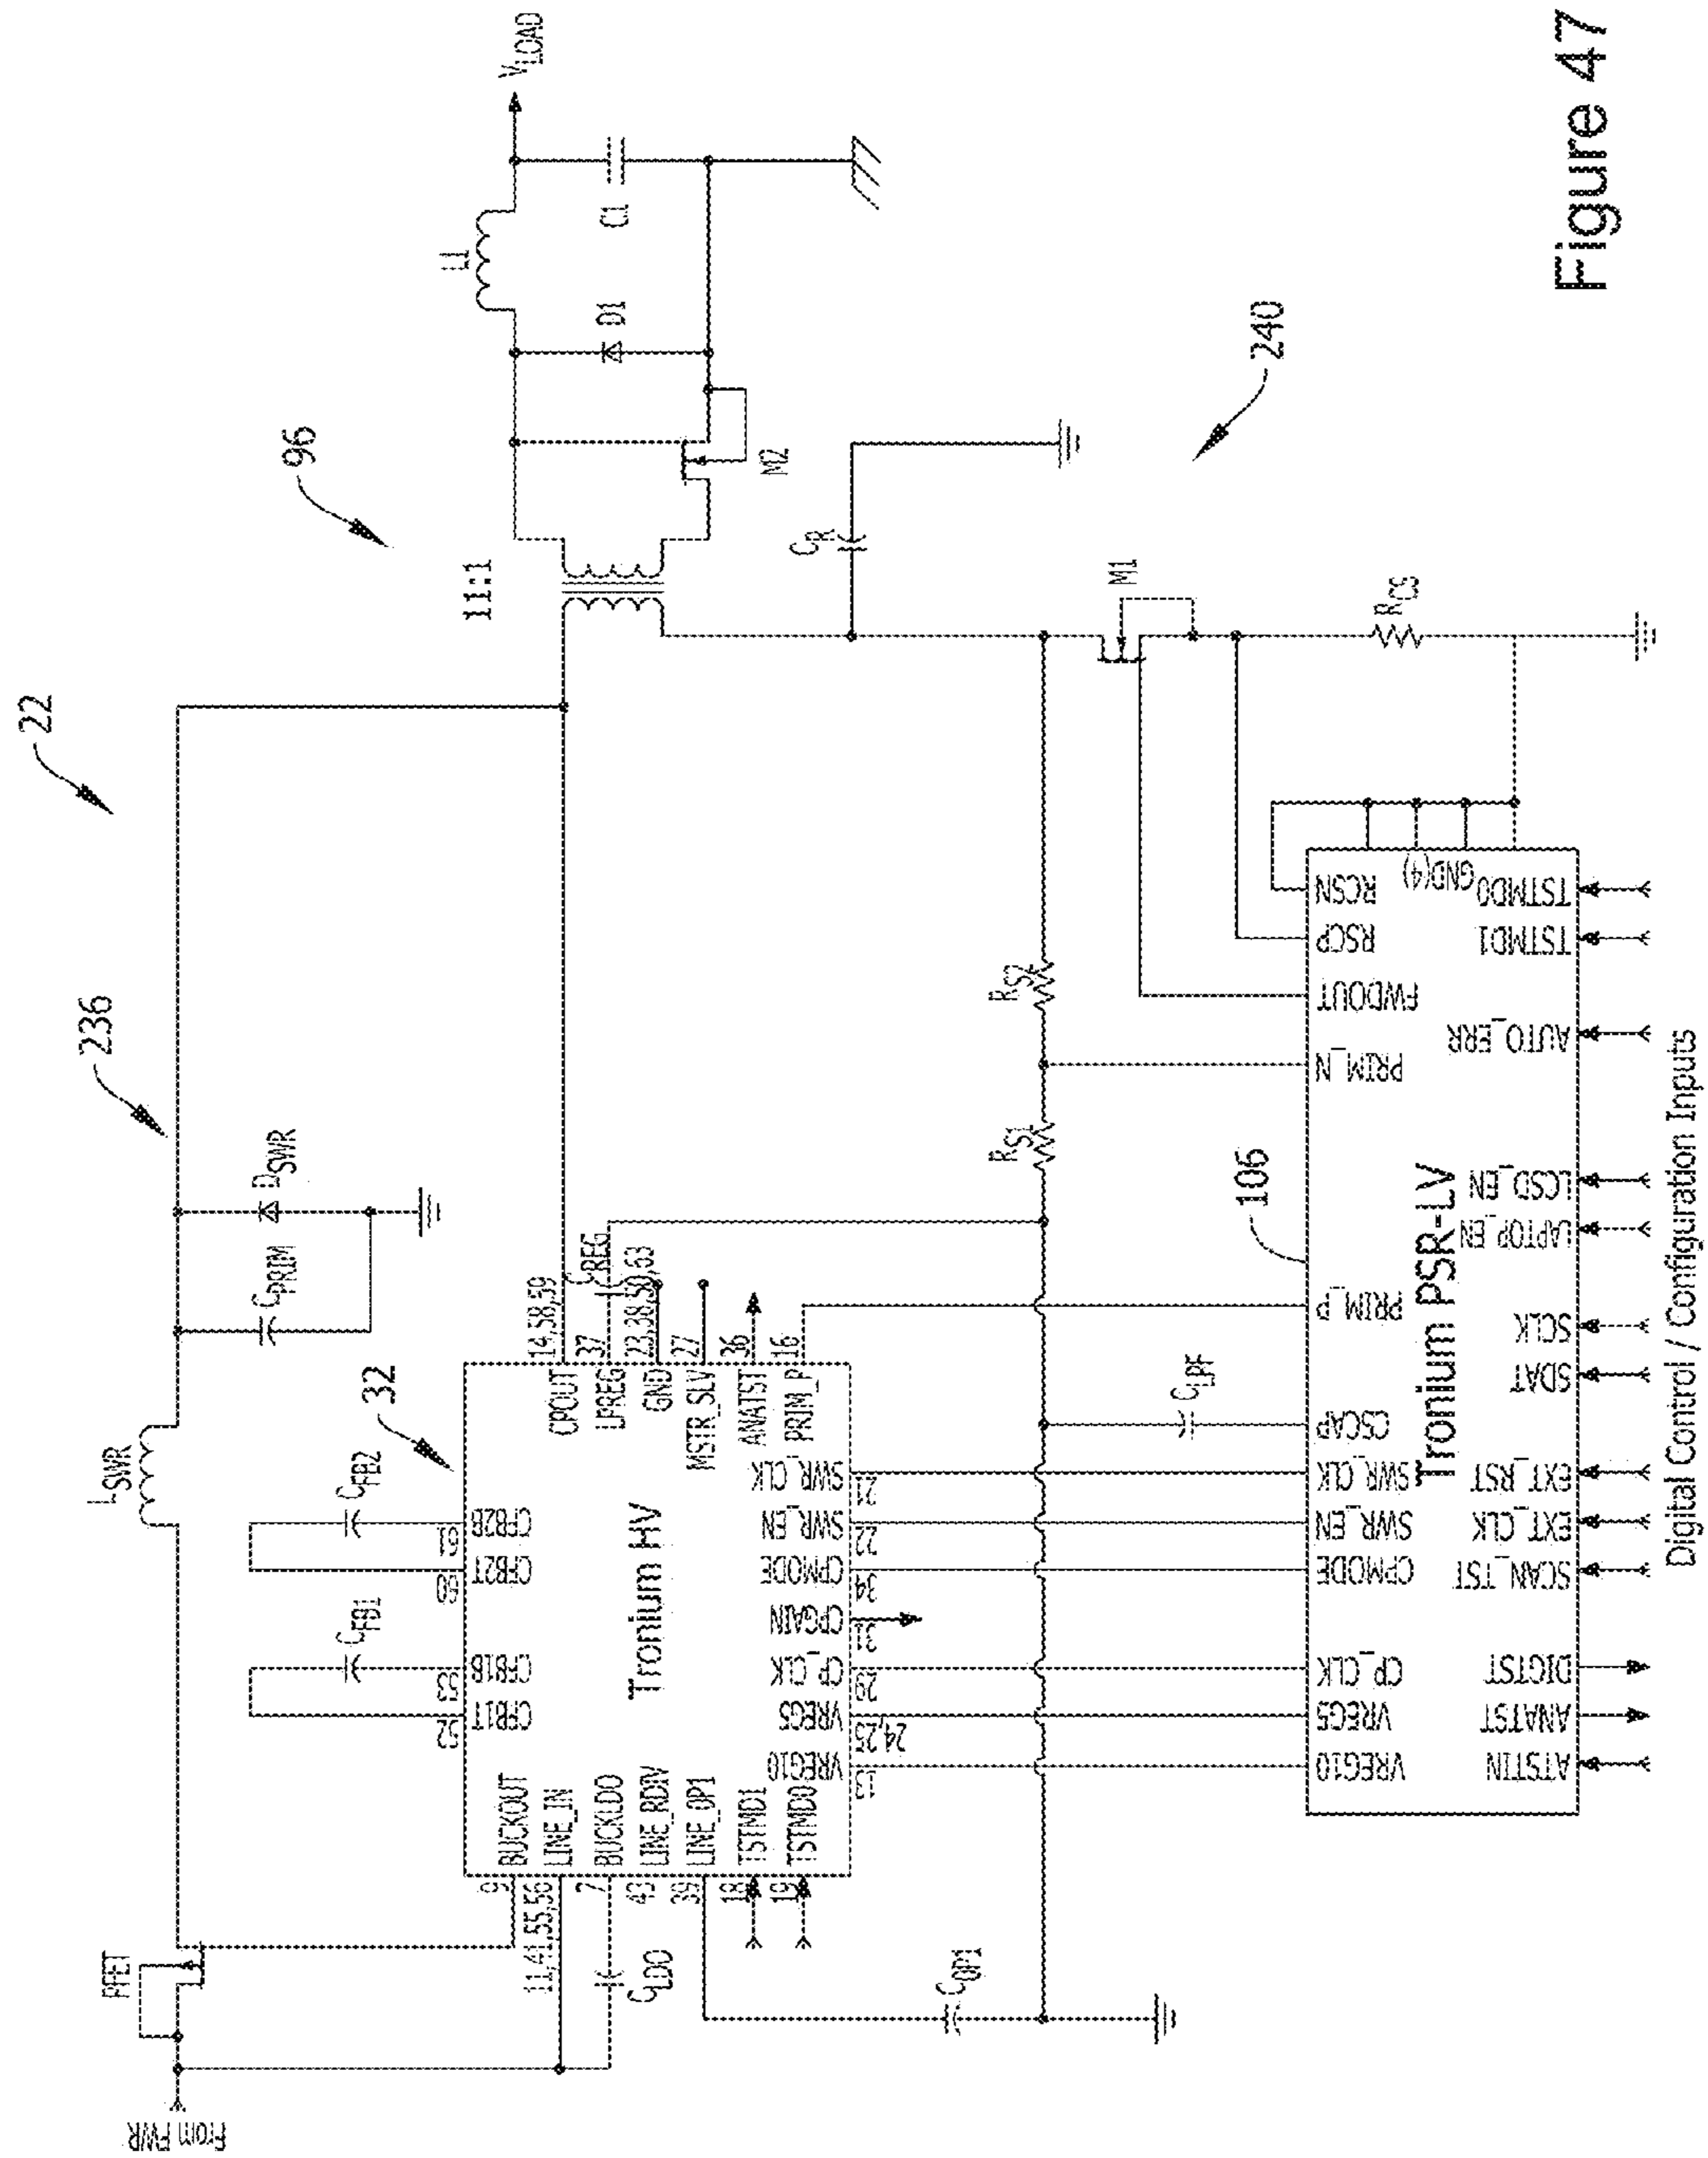 Figure 47
22
236
96
240
32
106
From FWR
PFET
LSWR
CPRIM
DSWR
CFB1
CFB2
11:1
L1
VLOAD
D1
C1
M2
CR
M1
RCS
RS1
RS2
CREG
CLPF
CLDO
COP1
Tronium HV
52
53
60
61
CFB1T
CFB1B
CFB2T
CFB2B
9
BUCKOUT
11,41,55,56
LINE_IN
7
BUCKLDO
43
LINE_RDIV
39
LINE_OP1
18
TSTMD1
19
TSTMD0
14,58,59
CPOUT
37
LPREG
23,38,50,63
GND
27
MSTR_SLV
36
ANATST
16
PRIM_P
VREG10
VREG5
CP_CLK
CPGAIN
CPMODE
SWR_EN
SWR_CLK
13
24,25
29
31
34
22
21
Tronium PSR-LV
VREG10
VREG5
CP_CLK
CPMODE
SWR_EN
SWR_CLK
CSCAP
PRIM_P
PRIM_N
FWDOUT
RSCP
RCSN
GND(4)
ATSTIN
ANATST
DIGTST
SCAN_TST
EXT_CLK
EXT_RST
SDAT
SCLK
LAPTOP_EN
LCSD_EN
AUTO_ERR
TSTMD1
TSTMD0
Digital Control / Configuration Inputs